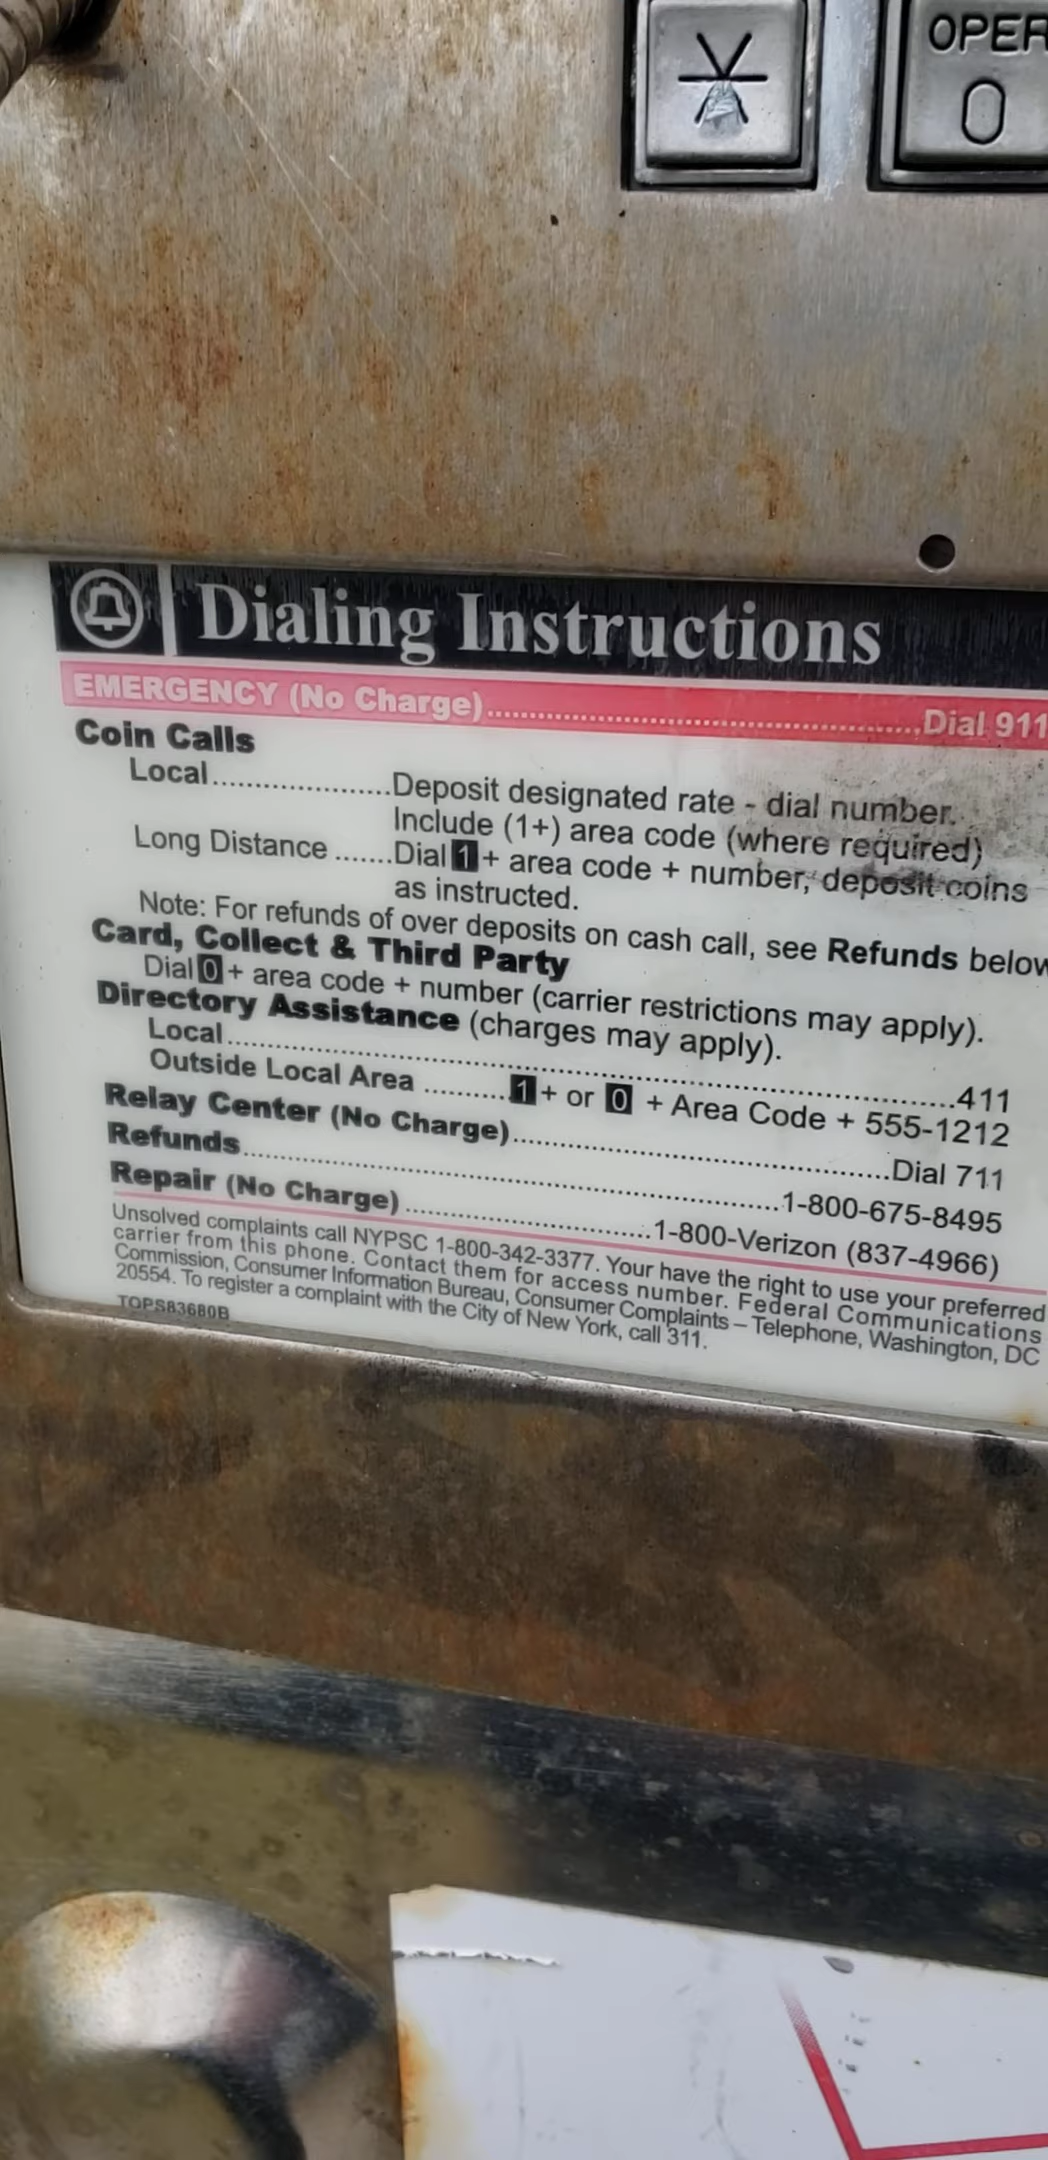 OPER
0
Dialing Instructions
EMERGENCY (No Charge)..........Dial 911
Coin Calls
Local..........Deposit designated rate - dial number.
Include (1+) area code (where required)
Long Distance.......Dial 1 + area code + number, deposit coins
as instructed.
Note: For refunds of over deposits on cash call, see Refunds below
Card, Collect & Third Party
Dial 0 + area code + number (carrier restrictions may apply).
Directory Assistance (charges may apply).
Local..........411
Outside Local Area..........1 + or 0 + Area Code + 555-1212
Relay Center (No Charge)..........Dial 711
Refunds..........1-800-675-8495
Repair (No Charge)..........1-800-Verizon (837-4966)
Unsolved complaints call NYPSC 1-800-342-3377. Your have the right to use your preferred
carrier from this phone. Contact them for access number. Federal Communications
Commission, Consumer Information Bureau, Consumer Complaints – Telephone, Washington, DC
20554. To register a complaint with the City of New York, call 311.
TOPS83680B